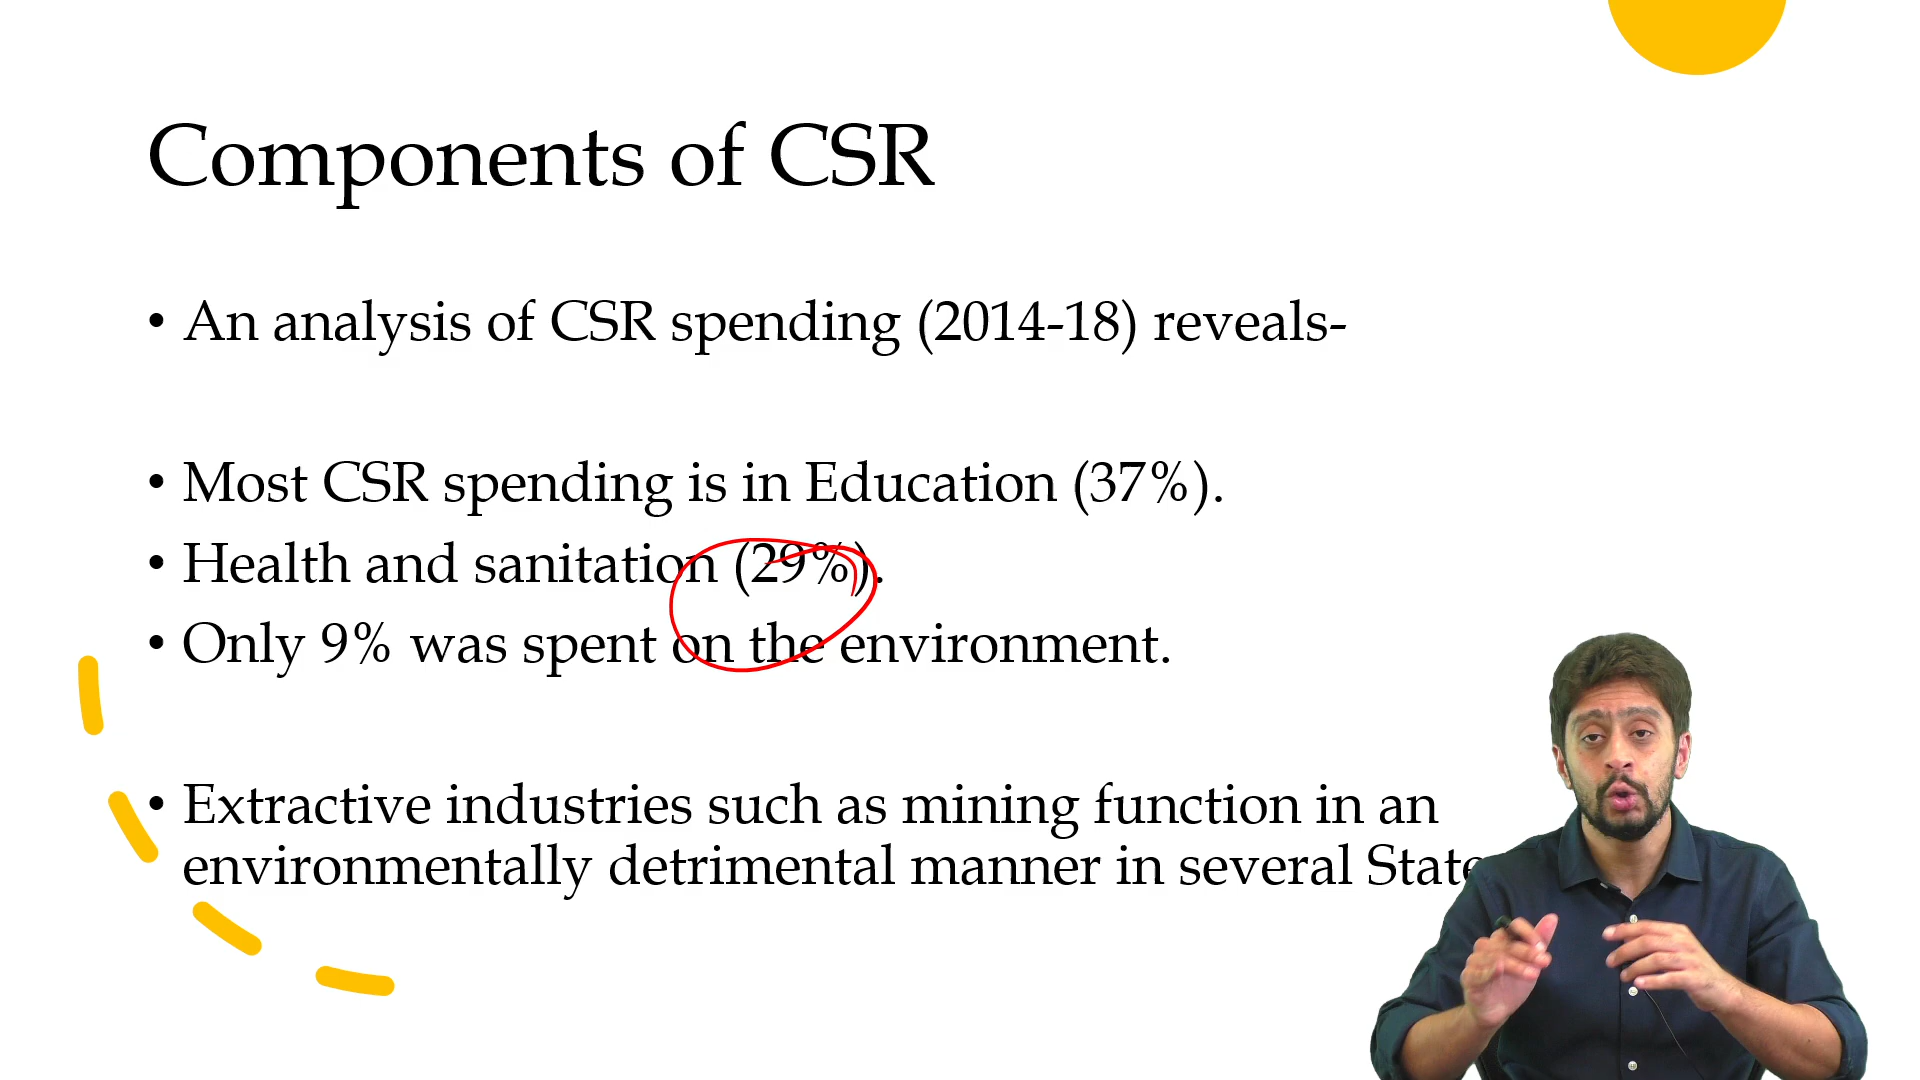 Components of CSR
• An analysis of CSR spending (2014-18) reveals-
• Most CSR spending is in Education (37%).
• Health and sanitation (29%).
• Only 9% was spent on the environment.
• Extractive industries such as mining function in an
environmentally detrimental manner in several State